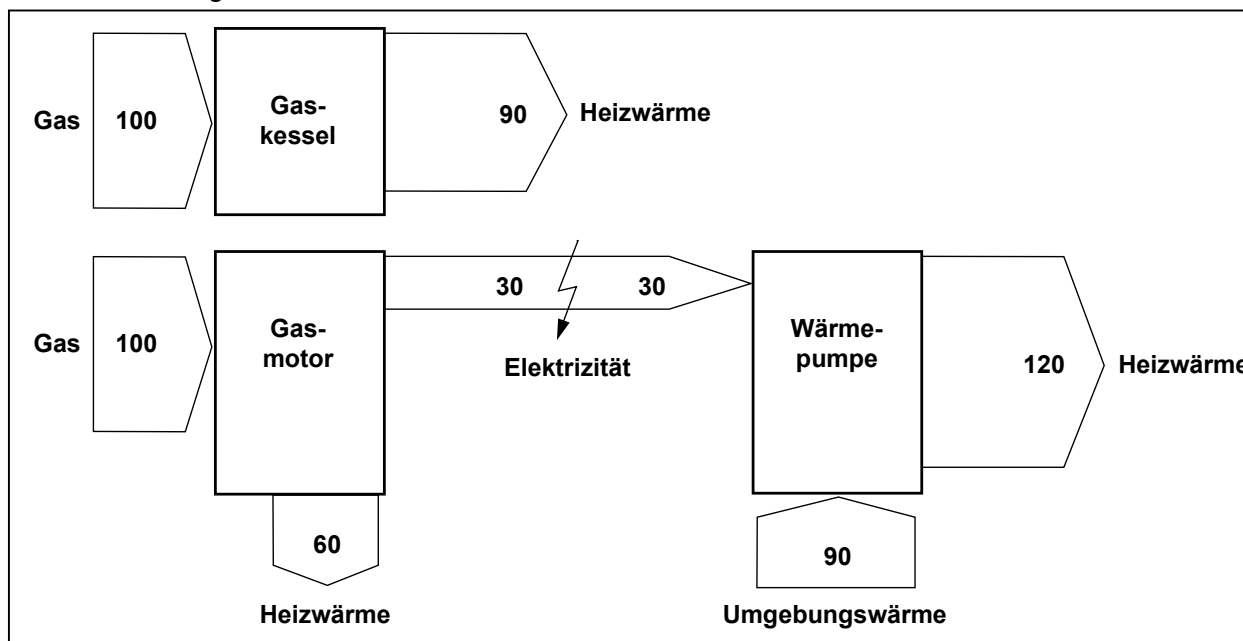 Gas
100
Gas-
kessel
90
Heizwärme
Gas
100
Gas-
motor
30
30
Elektrizität
Wärme-
pumpe
120
Heizwärme
60
Heizwärme
90
Umgebungswärme